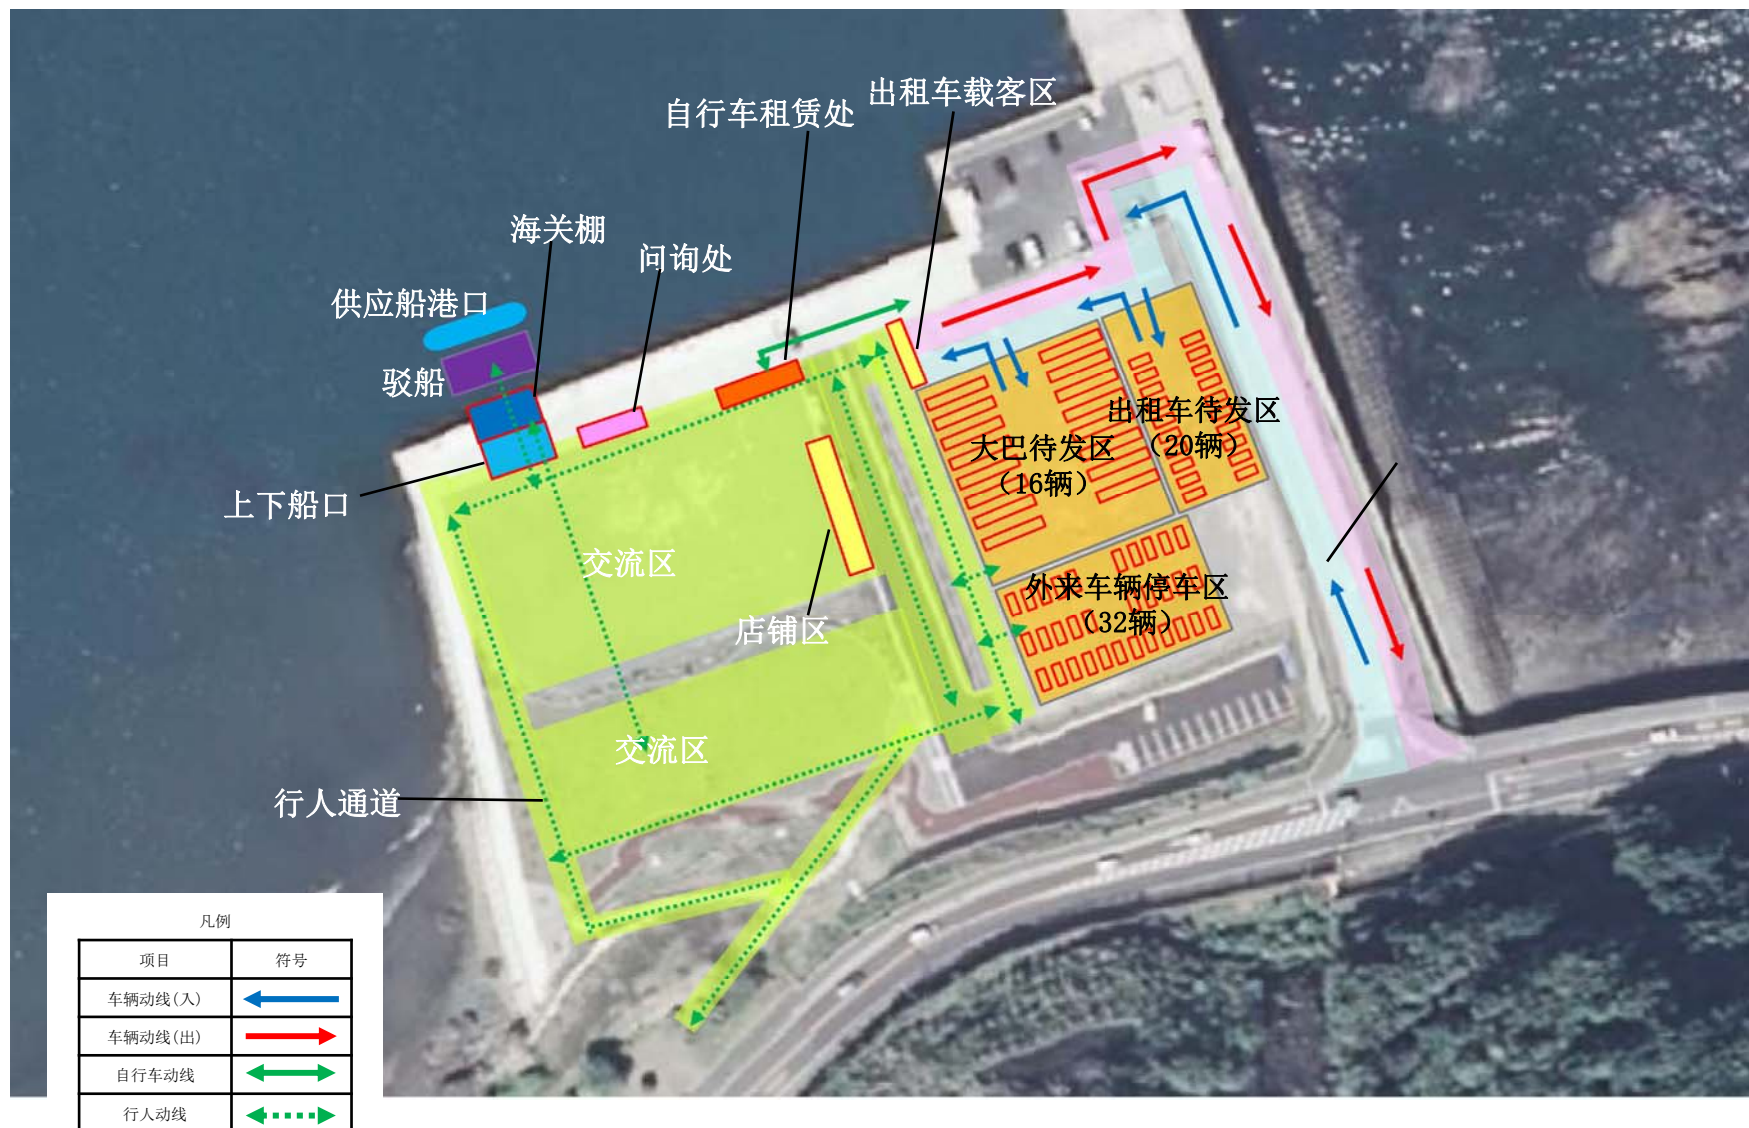 出租车载客区
自行车租赁处
海关棚
问询处
供应船港口
驳船
出租车待发区
（20辆）
大巴待发区
（16辆）
上下船口
交流区
外来车辆停车区
（32辆）
店铺区
交流区
行人通道
凡例
项目 符号
车辆动线(入)
车辆动线(出)
自行车动线
行人动线